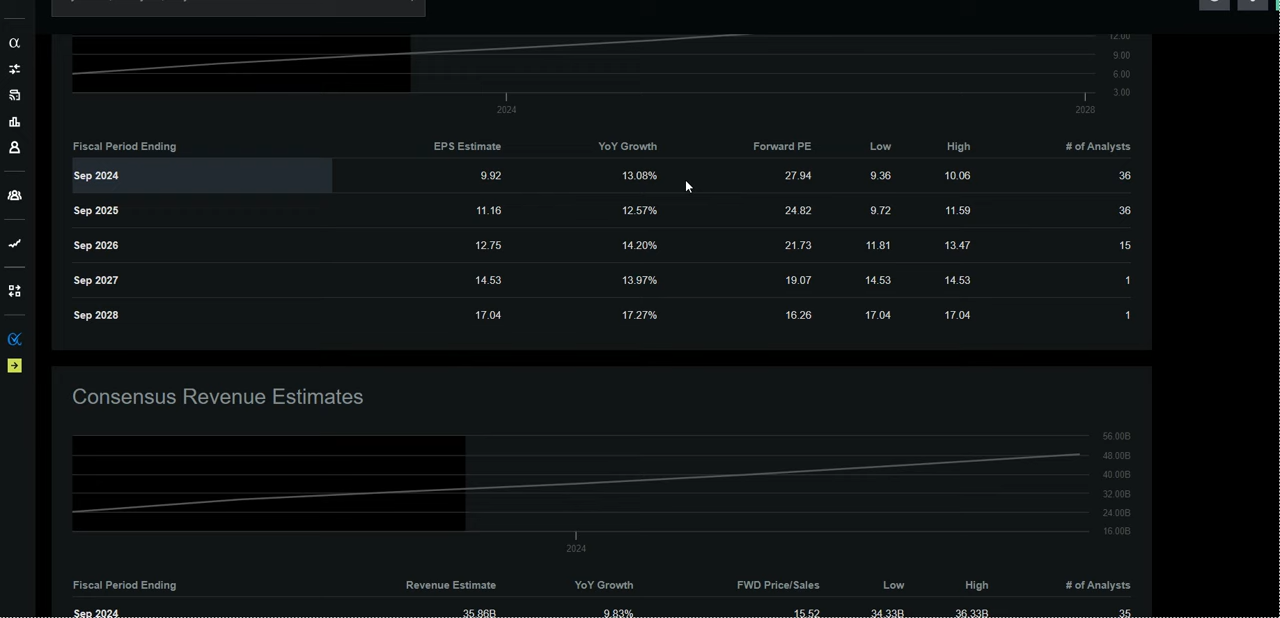 12.00
9.00
6.00
3.00
2024 2028
Fiscal Period Ending EPS Estimate YoY Growth Forward PE Low High # of Analysts
Sep 2024 9.92 13.08% 27.94 9.36 10.06 36
Sep 2025 11.16 12.57% 24.82 9.72 11.59 36
Sep 2026 12.75 14.20% 21.73 11.81 13.47 15
Sep 2027 14.53 13.97% 19.07 14.53 14.53 1
Sep 2028 17.04 17.27% 16.26 17.04 17.04 1
Consensus Revenue Estimates
56.00B
48.00B
40.00B
32.00B
24.00B
16.00B
2024
Fiscal Period Ending Revenue Estimate YoY Growth FWD Price/Sales Low High # of Analysts
Sep 2024 35.86B 9.83% 15.52 34.33B 36.33B 35